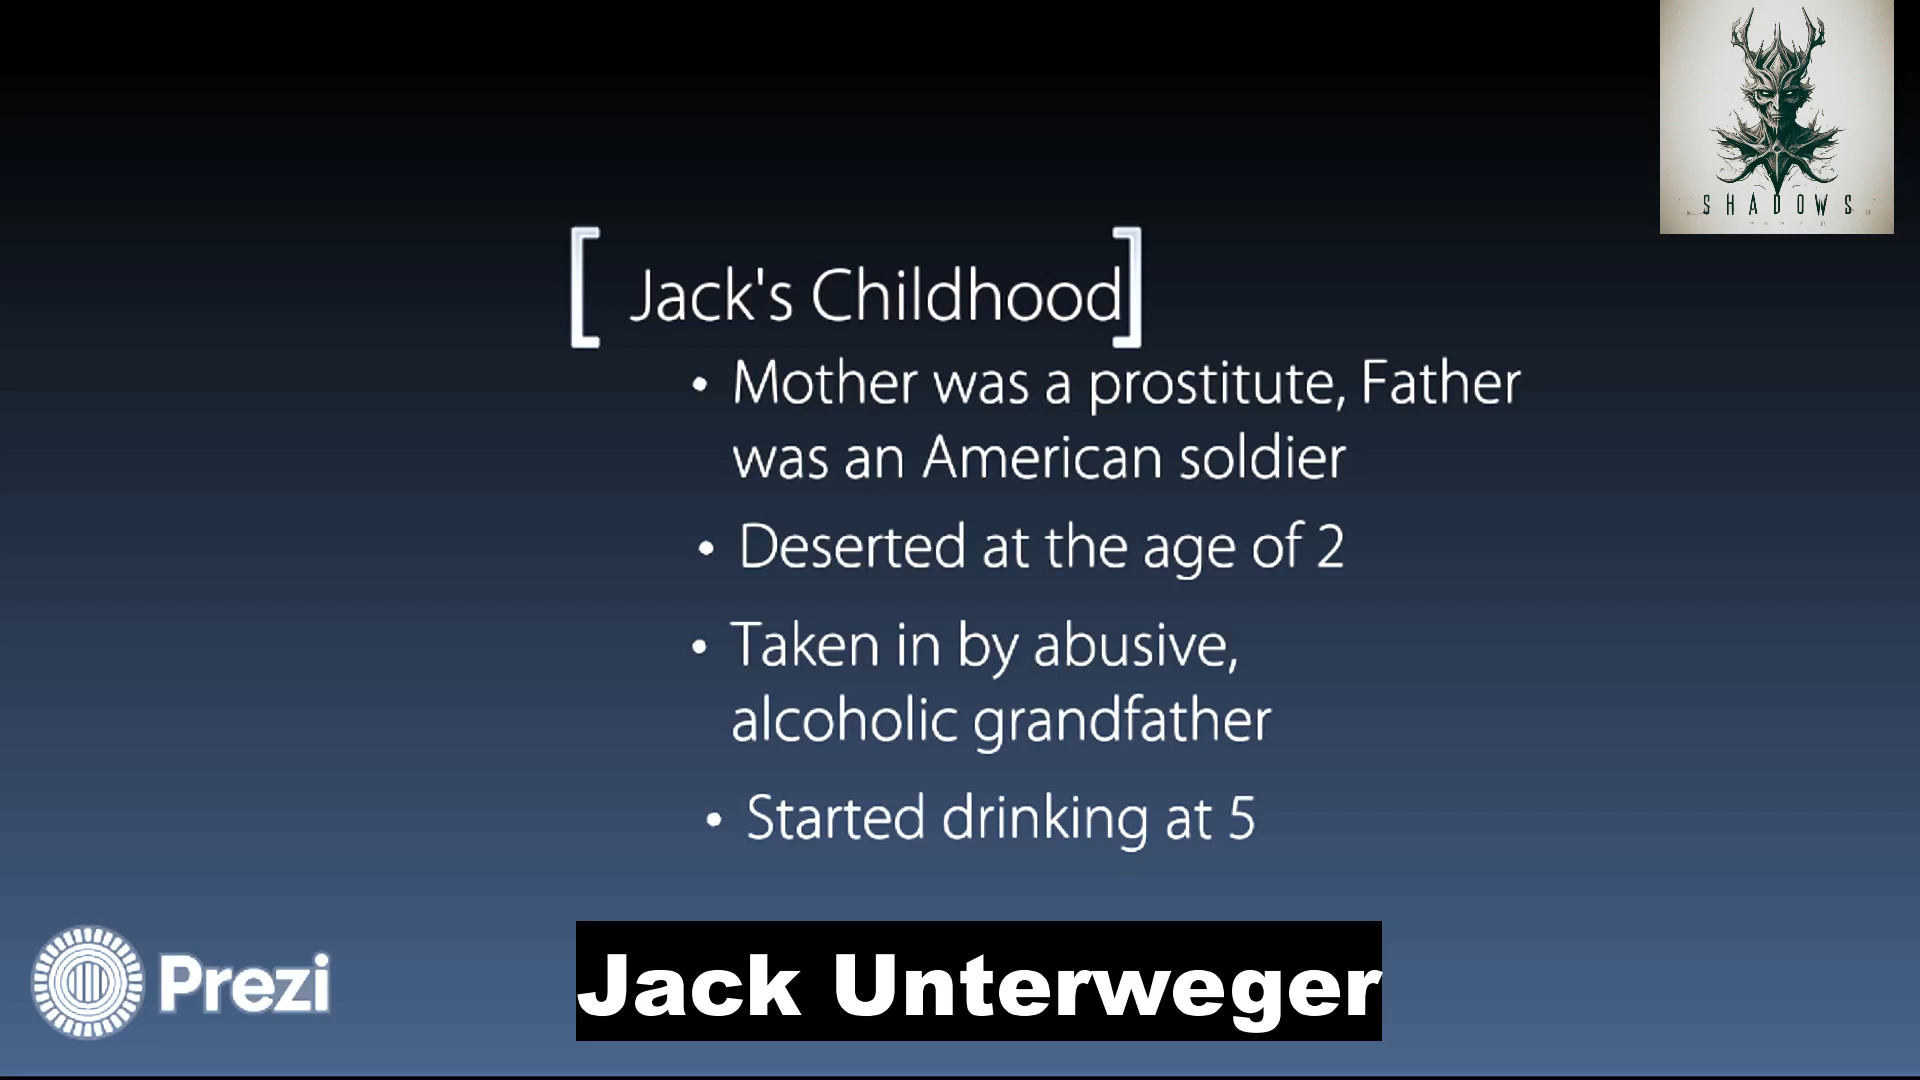 SHADOWS
[ Jack's Childhood]
• Mother was a prostitute, Father
was an American soldier
• Deserted at the age of 2
• Taken in by abusive,
alcoholic grandfather
• Started drinking at 5
Prezi
Jack Unterweger